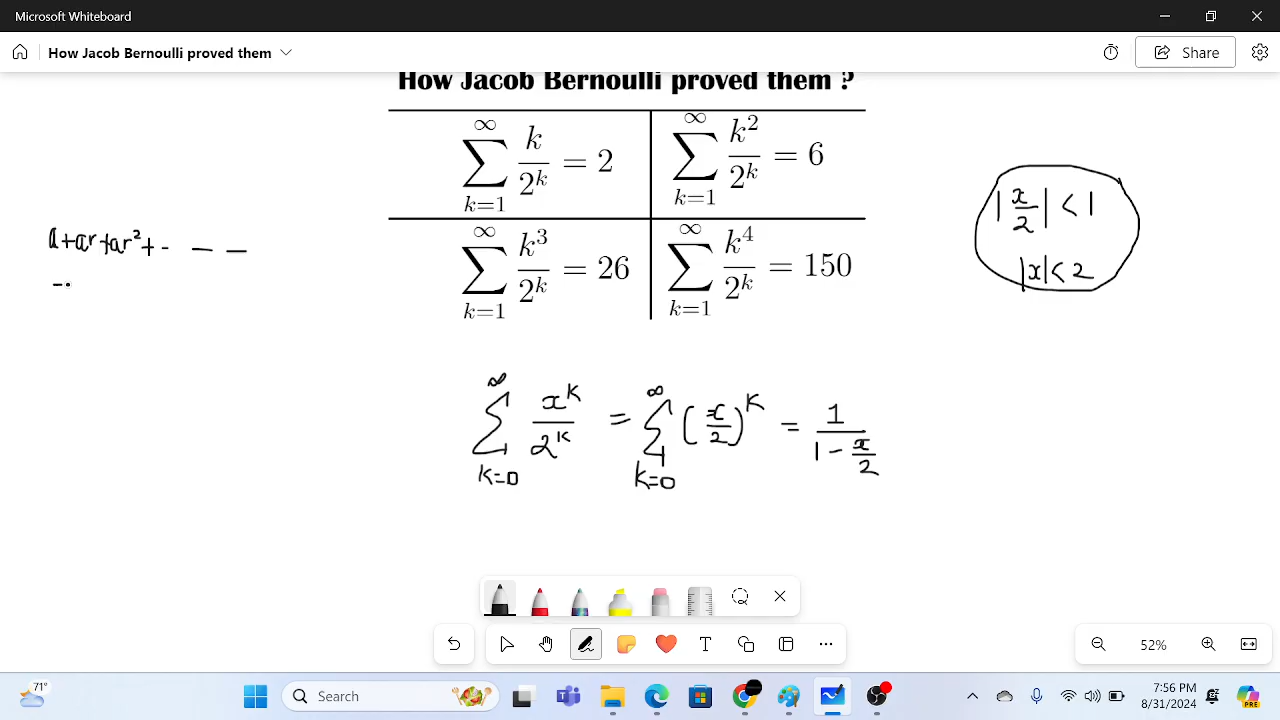 Microsoft Whiteboard
How Jacob Bernoulli proved them
Share
How Jacob Bernoulli proved them ?
∑_{k=1}^{∞} k/2^k = 2
∑_{k=1}^{∞} k^2/2^k = 6
∑_{k=1}^{∞} k^3/2^k = 26
∑_{k=1}^{∞} k^4/2^k = 150
|x/2| < 1
|x| < 2
a+ar+ar²+- — —
∑_{k=0}^{∞} x^k/2^k = ∑_{k=0}^{∞} (x/2)^k = 1/(1 - x/2)
T
52%
71°
Search
PRE
7:56 PM
8/31/2024